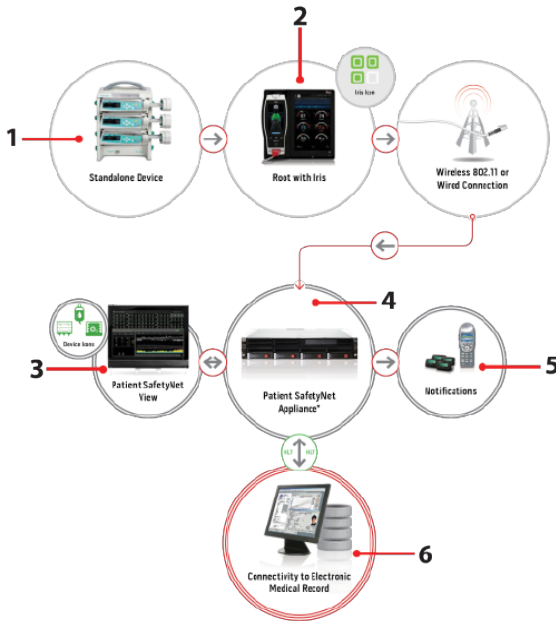 2
Iris Icon
1
Standalone Device
Root with Iris
Wireless 802.11 or
Wired Connection
4
Device Icons
3
5
Patient SafetyNet
View
Patient SafetyNet
Appliance*
Notifications
HL7 HL7
6
Connectivity to Electronic
Medical Record